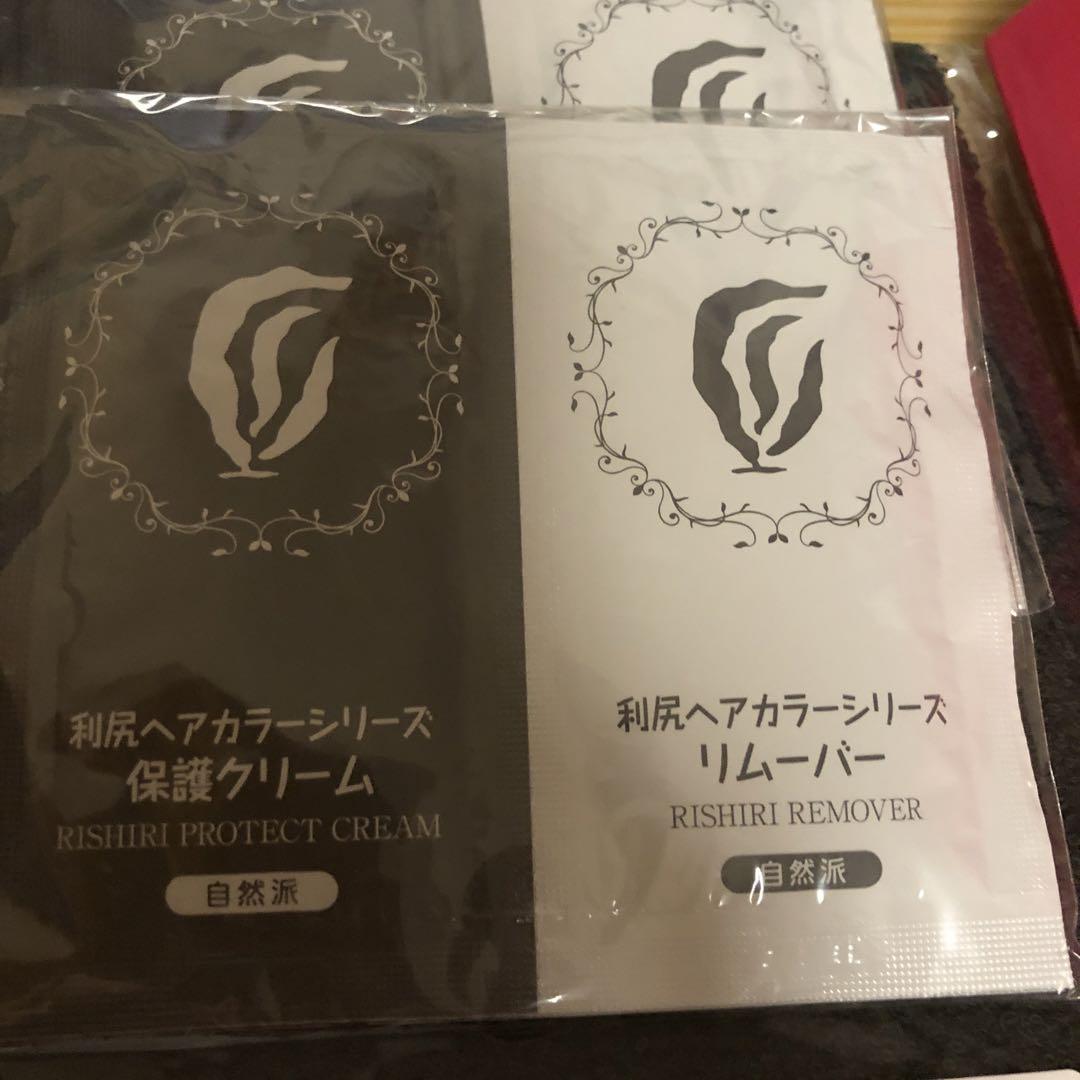 利尻ヘアカラーシリーズ
保護クリーム
RISHIRI PROTECT CREAM
自然派
利尻ヘアカラーシリーズ
リムーバー
RISHIRI REMOVER
自然派